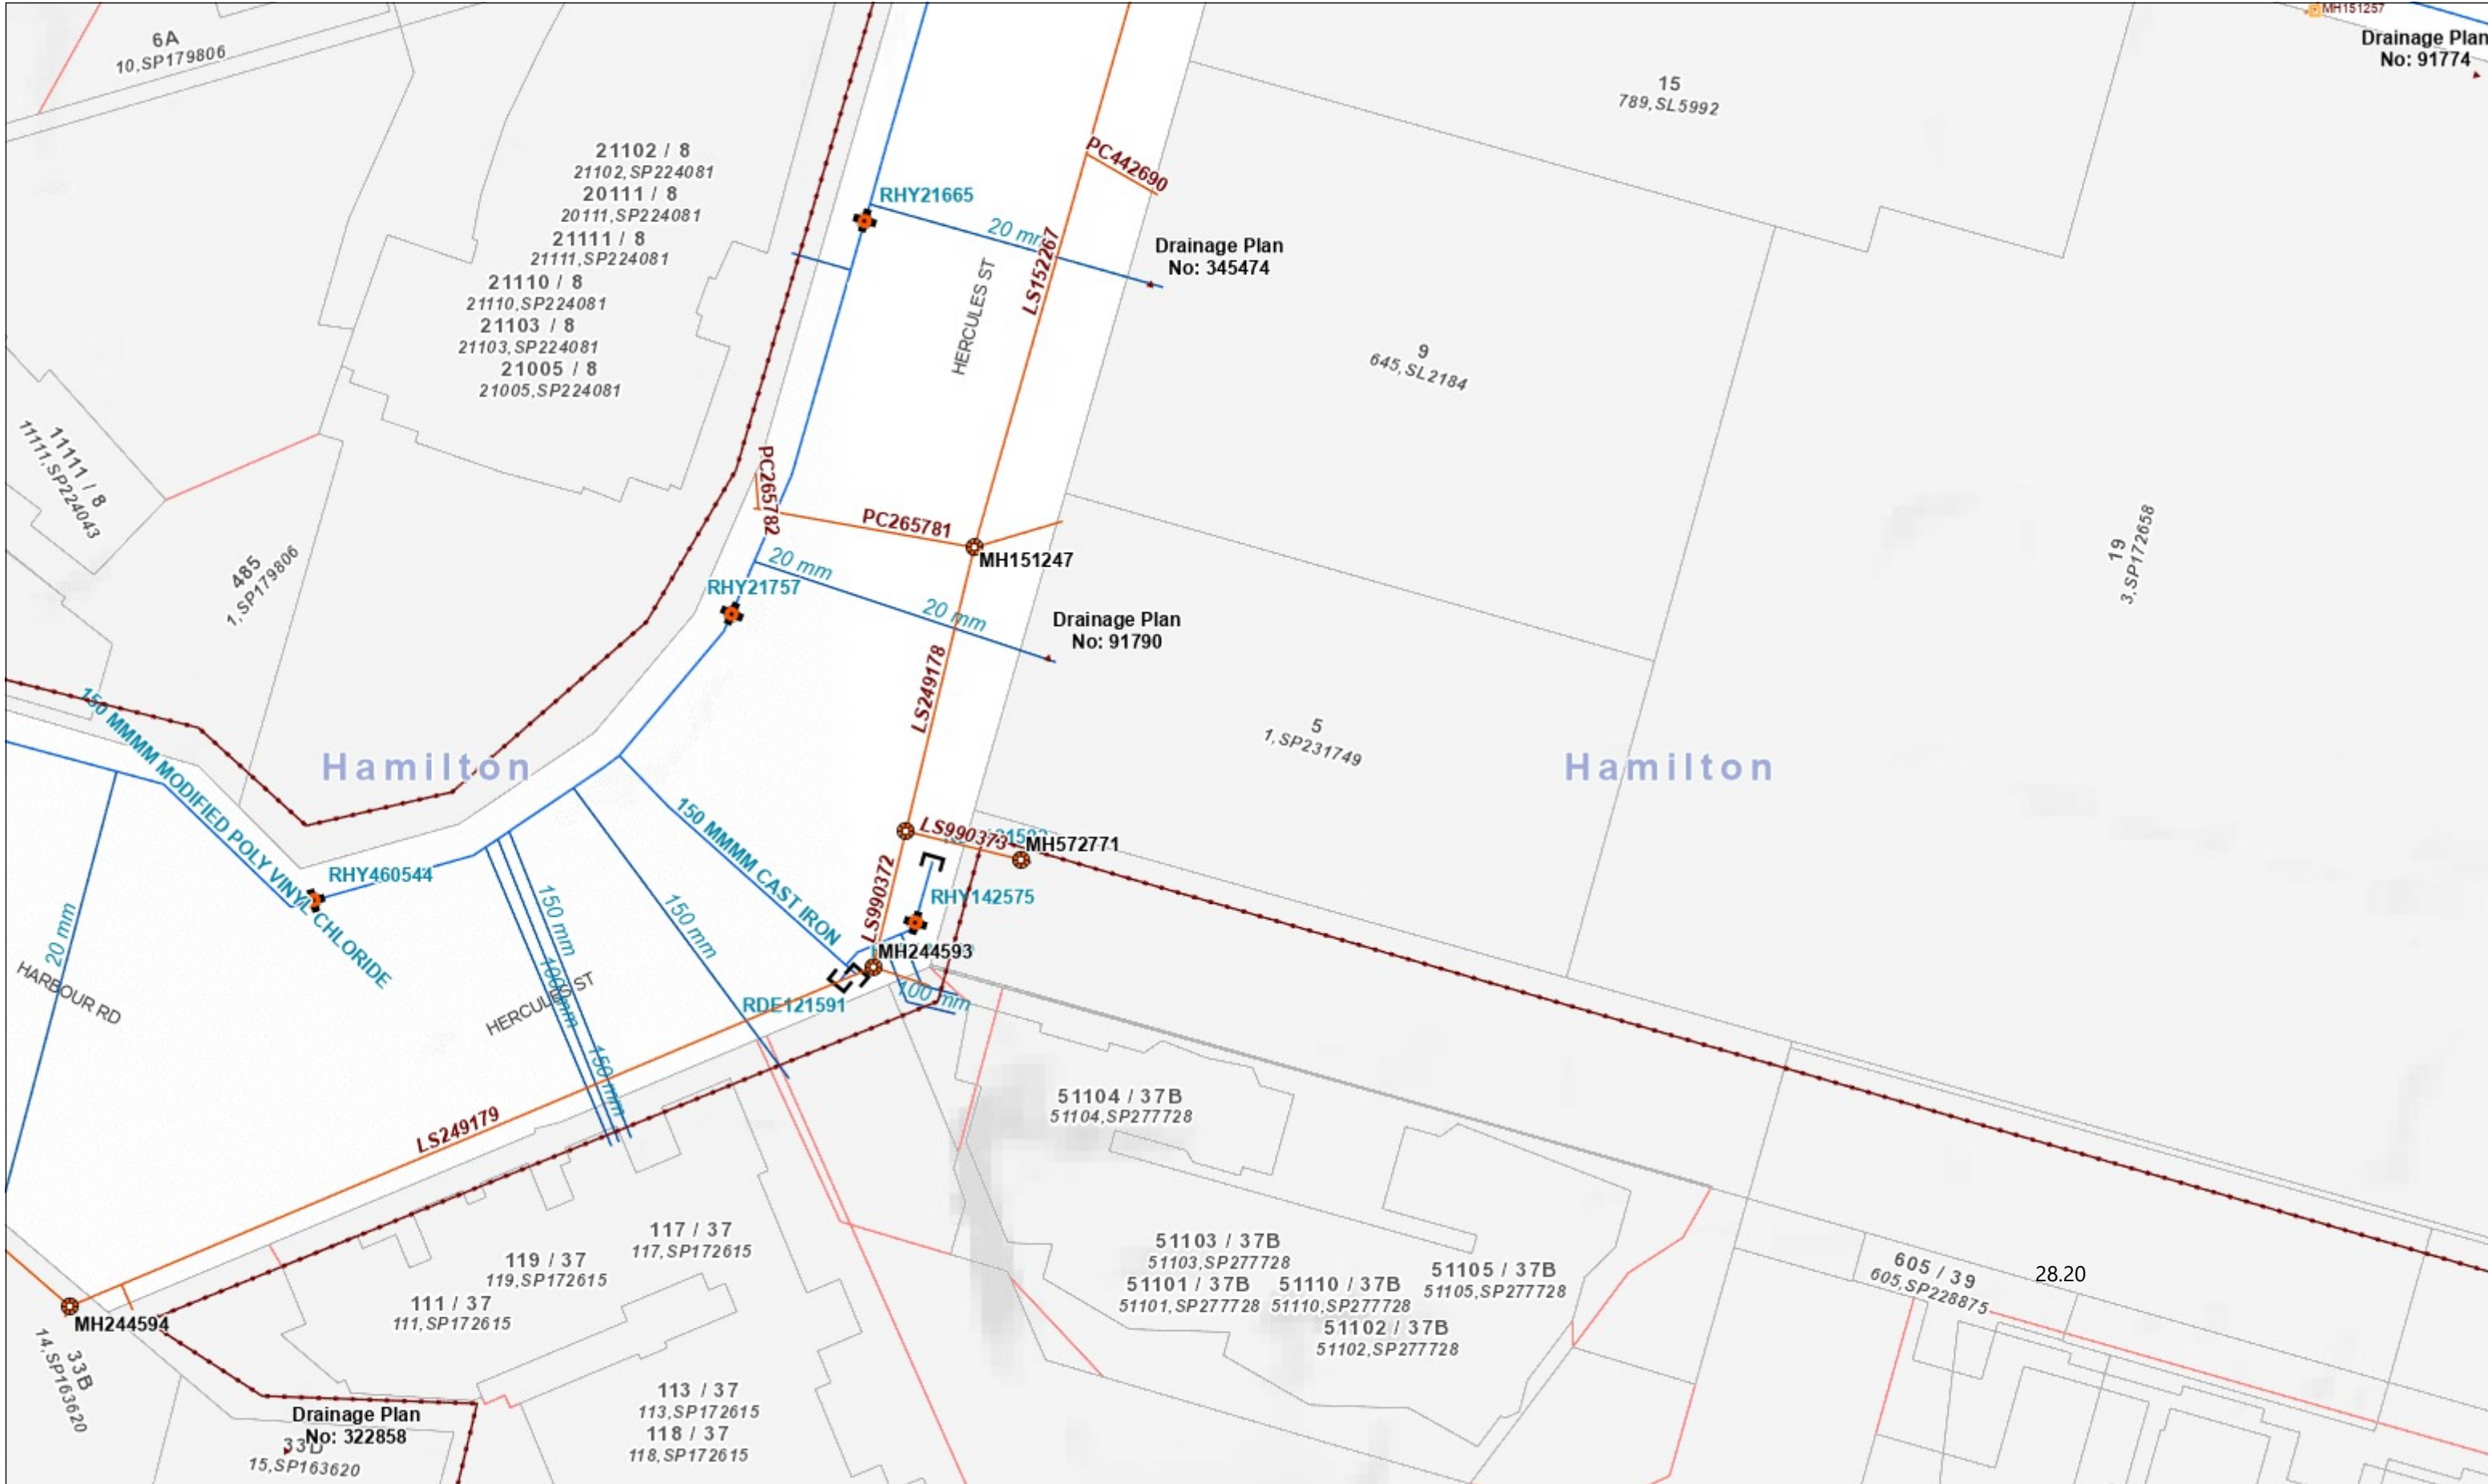 MH151257
Drainage Plan
No: 91774
6A
10,SP179806
15
789,SL5992
21102 / 8
21102,SP224081
20111 / 8
20111,SP224081
21111 / 8
21111,SP224081
21110 / 8
21110,SP224081
21103 / 8
21103,SP224081
21005 / 8
21005,SP224081
PC442690
RHY21665
20 mm
LS152267
HERCULES ST
Drainage Plan
No: 345474
9
645,SL2184
11111 / 8
11111,SP224043
485
1,SP179806
PC265782
PC265781
MH151247
20 mm
20 mm
RHY21757
Drainage Plan
No: 91790
LS249178
19
3,SP172658
5
1,SP231749
Hamilton
Hamilton
150 MMMM MODIFIED POLY VINYL CHLORIDE
150 MMMM CAST IRON
LS990373
MH572771
LS990372
RHY460544
RHY142575
MH244593
20 mm
HARBOUR RD
150 mm
100 mm
150 mm
150 mm
HERCULES ST
RDE121591
100 mm
LS249179
51104 / 37B
51104,SP277728
117 / 37
117,SP172615
119 / 37
119,SP172615
111 / 37
111,SP172615
51103 / 37B
51103,SP277728
51101 / 37B
51101,SP277728
51110 / 37B
51110,SP277728
51105 / 37B
51105,SP277728
51102 / 37B
51102,SP277728
605 / 39
605,SP228875
28.20
MH244594
33B
14,SP163620
Drainage Plan
No: 322858
33D
15,SP163620
113 / 37
113,SP172615
118 / 37
118,SP172615